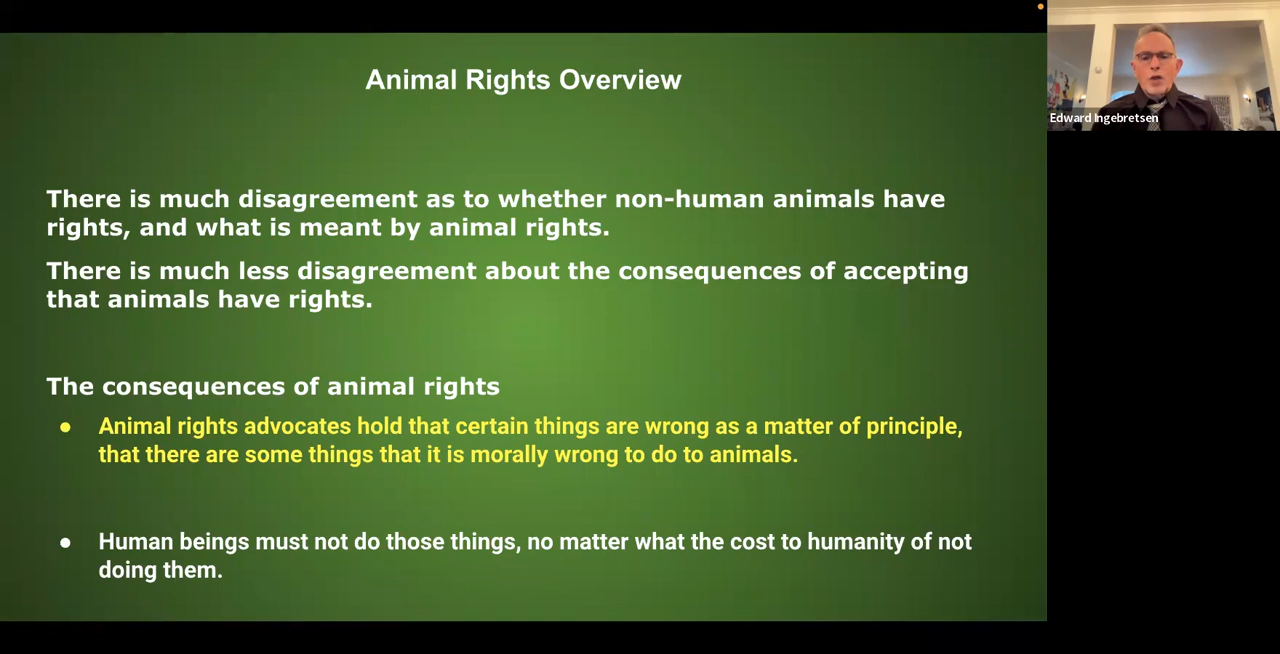 Animal Rights Overview
Edward Ingebretsen
There is much disagreement as to whether non-human animals have
rights, and what is meant by animal rights.
There is much less disagreement about the consequences of accepting
that animals have rights.
The consequences of animal rights
● Animal rights advocates hold that certain things are wrong as a matter of principle,
that there are some things that it is morally wrong to do to animals.
● Human beings must not do those things, no matter what the cost to humanity of not
doing them.